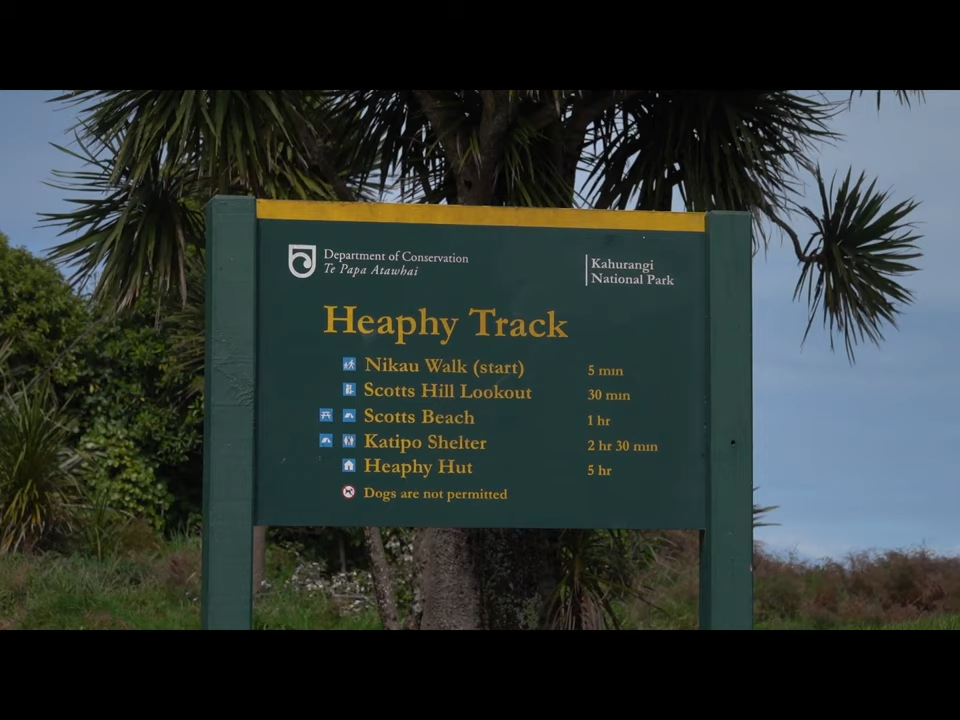 Department of Conservation
Te Papa Atawhai
Kahurangi
National Park
Heaphy Track
Nikau Walk (start) 5 min
Scotts Hill Lookout 30 min
Scotts Beach 1 hr
Katipo Shelter 2 hr 30 min
Heaphy Hut 5 hr
Dogs are not permitted